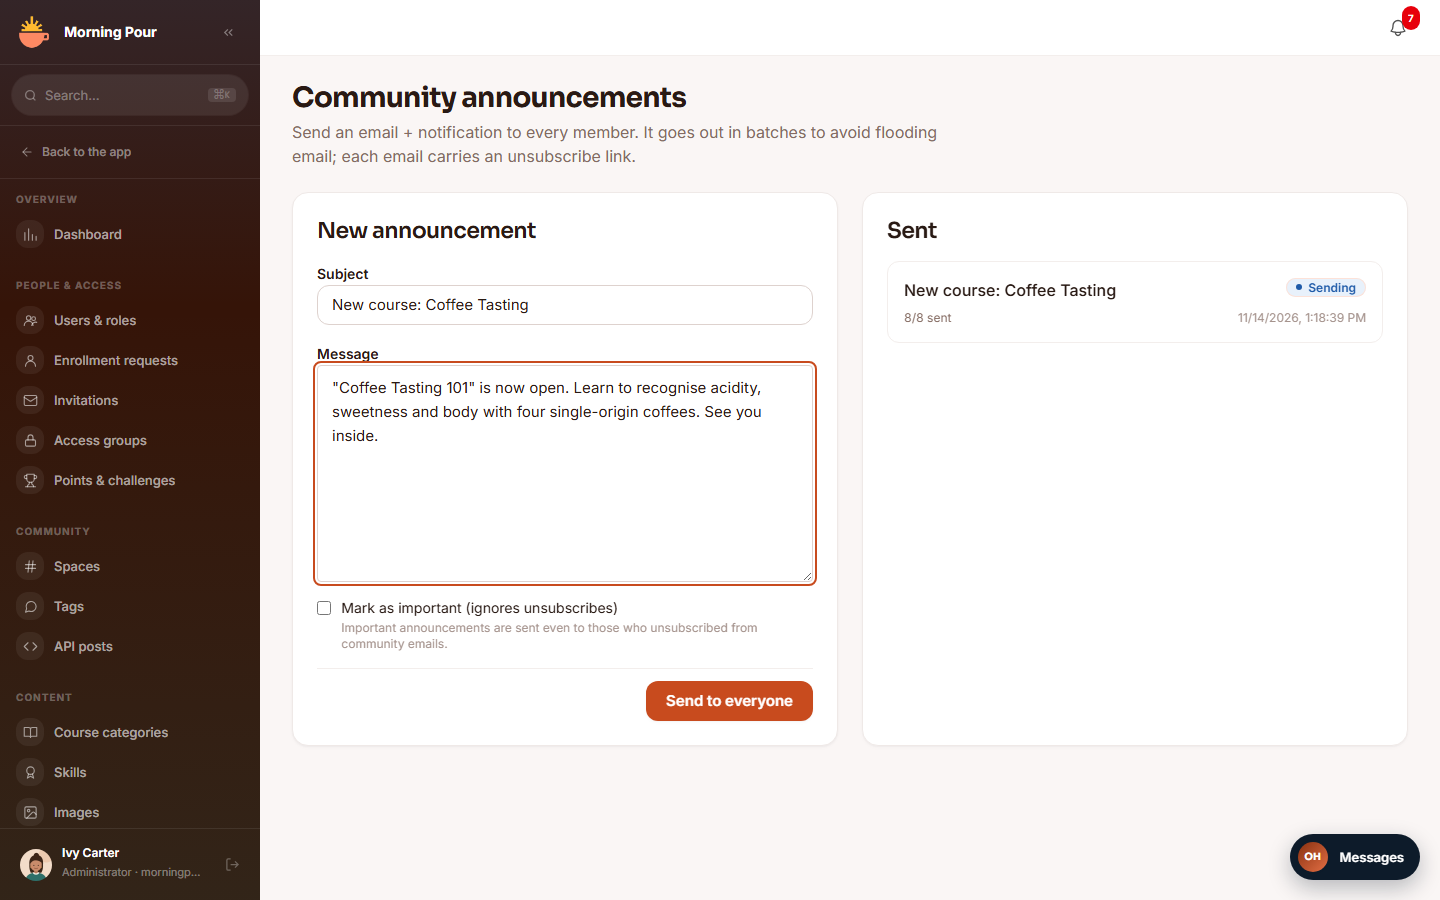 Morning Pour
Search...
⌘K
Back to the app
OVERVIEW
Dashboard
PEOPLE & ACCESS
Users & roles
Enrollment requests
Invitations
Access groups
Points & challenges
COMMUNITY
Spaces
Tags
API posts
CONTENT
Course categories
Skills
Images
Ivy Carter
Administrator · morningp...
7
Community announcements
Send an email + notification to every member. It goes out in batches to avoid flooding
email; each email carries an unsubscribe link.
New announcement
Subject
New course: Coffee Tasting
Message
"Coffee Tasting 101" is now open. Learn to recognise acidity,
sweetness and body with four single-origin coffees. See you
inside.
Mark as important (ignores unsubscribes)
Important announcements are sent even to those who unsubscribed from
community emails.
Send to everyone
Sent
New course: Coffee Tasting
Sending
8/8 sent
11/14/2026, 1:18:39 PM
OH
Messages